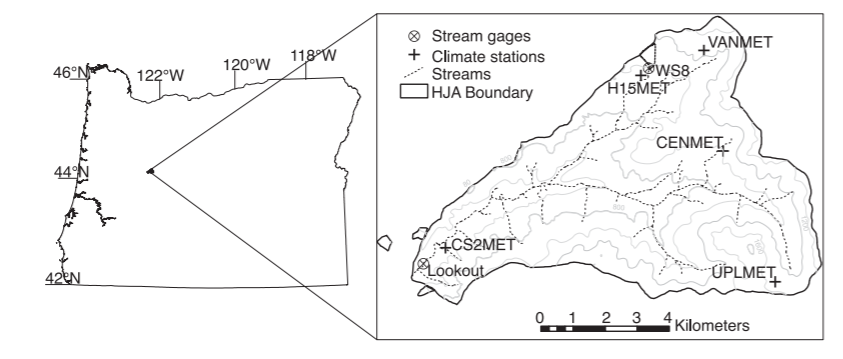 118°W
120°W
122°W
46°N
44°N
42°N
Stream gages
Climate stations
Streams
HJA Boundary
VANMET
WS8
H15MET
CENMET
CS2MET
Lookout
UPLMET
0 1 2 3 4
Kilometers